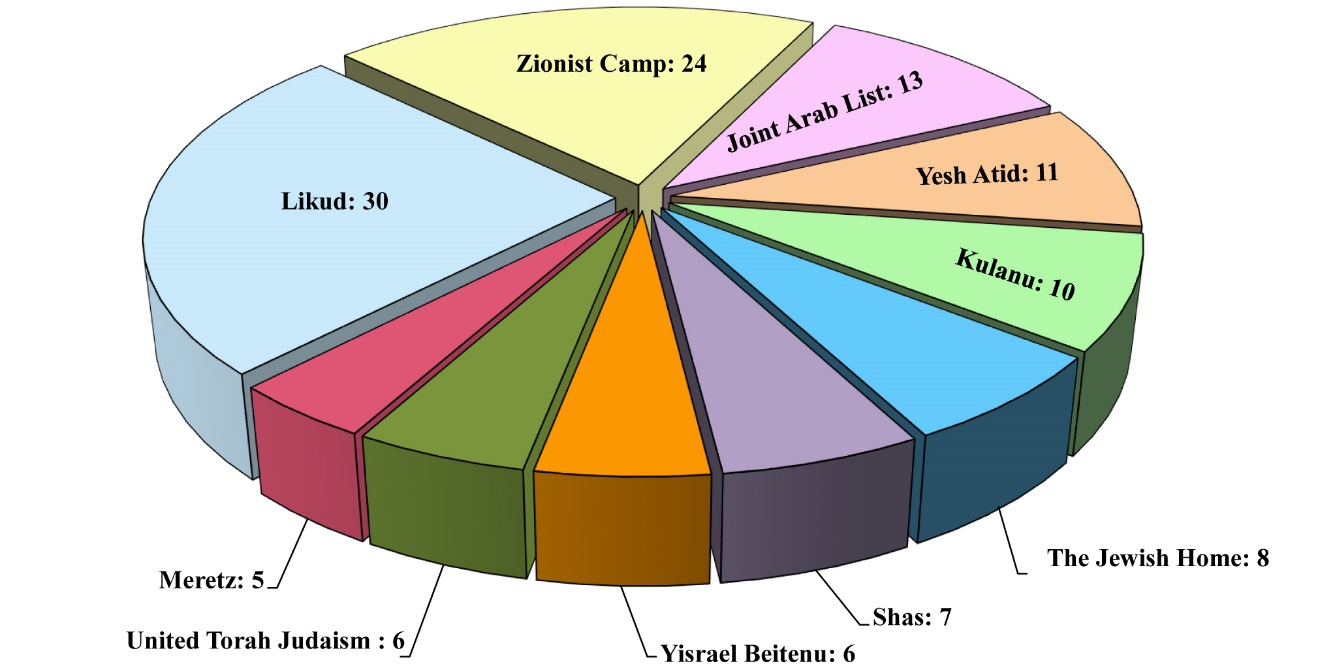 Zionist Camp: 24
Joint Arab List: 13
Likud: 30
Yesh Atid: 11
Kulanu: 10
The Jewish Home: 8
Meretz: 5
Shas: 7
United Torah Judaism : 6
Yisrael Beitenu: 6